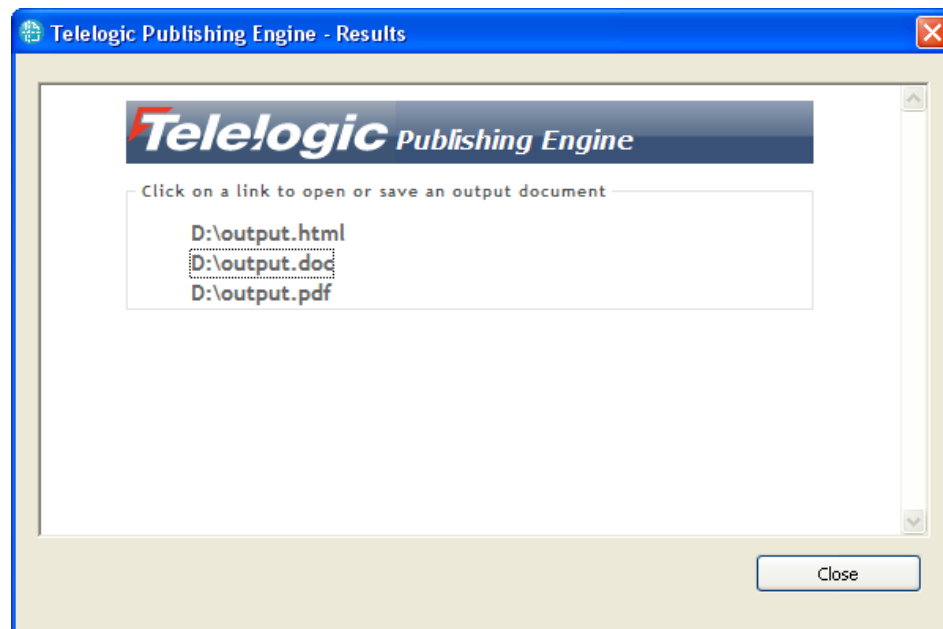 Telelogic Publishing Engine - Results
Telelogic Publishing Engine
Click on a link to open or save an output document
D:\output.html
D:\output.doc
D:\output.pdf
Close